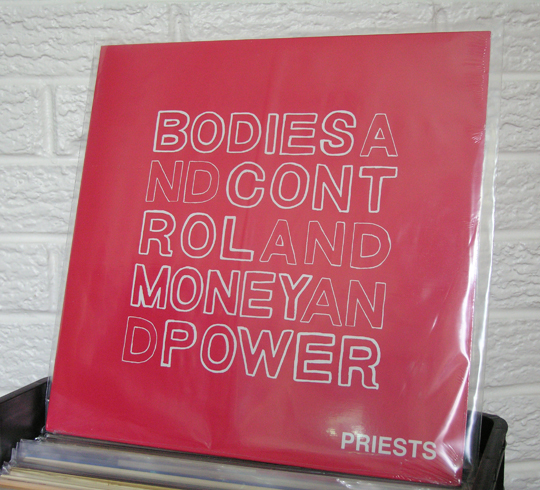 BODIESA
NDCONT
ROLAND
MONEYAN
DPOWER
PRIESTS